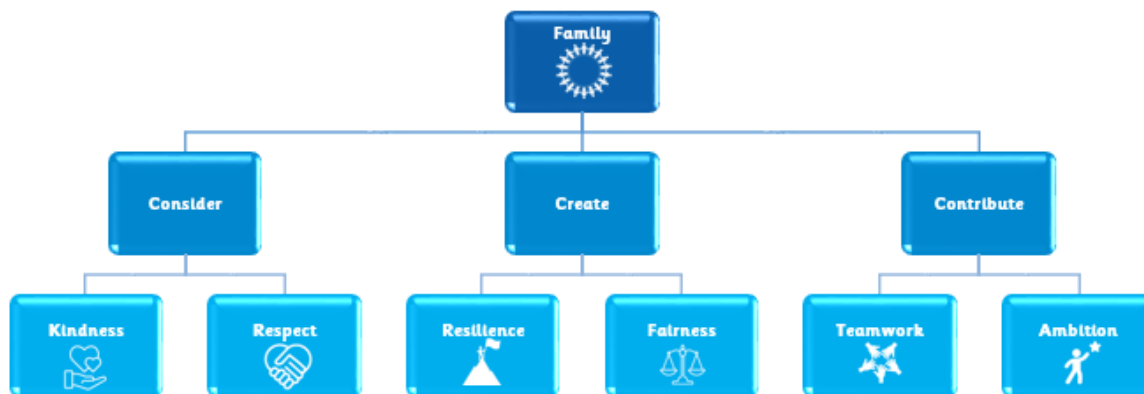 Family
Consider
Create
Contribute
Kindness
Respect
Resilience
Fairness
Teamwork
Ambition